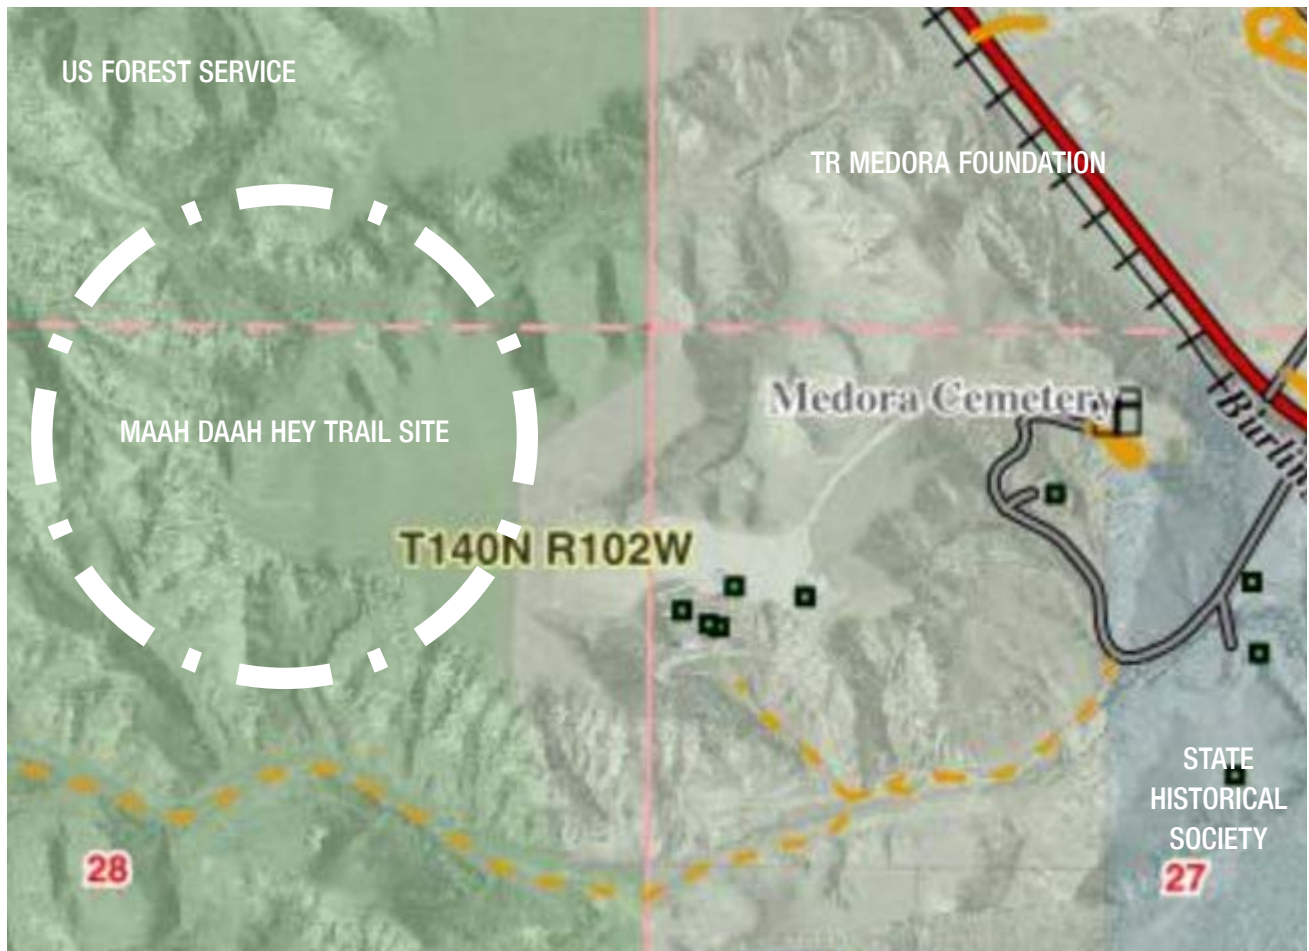 US FOREST SERVICE
TR MEDORA FOUNDATION
Medora Cemetery
MAAH DAAH HEY TRAIL SITE
T140N R102W
STATE
HISTORICAL
SOCIETY
28
27